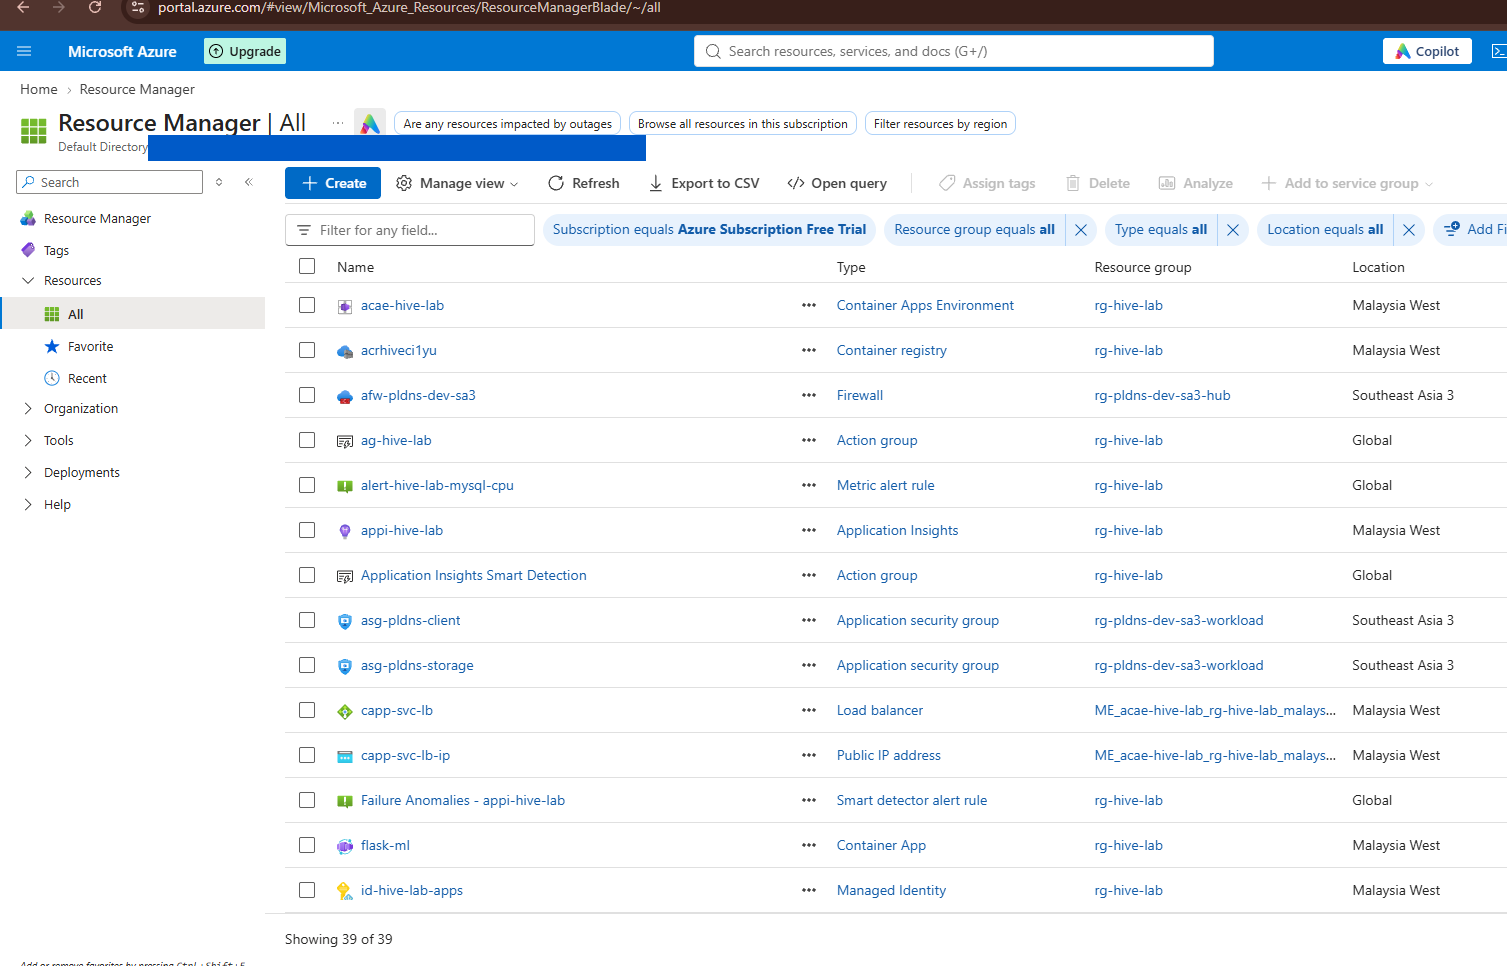 portal.azure.com/#view/Microsoft_Azure_Resources/ResourceManagerBlade/~/all
Microsoft Azure
Upgrade
Search resources, services, and docs (G+/)
Copilot
Home > Resource Manager
Resource Manager | All
...
Are any resources impacted by outages
Browse all resources in this subscription
Filter resources by region
Default Directory
Search
Create
Manage view
Refresh
Export to CSV
Open query
Assign tags
Delete
Analyze
Add to service group
Resource Manager
Tags
Resources
All
Favorite
Recent
Organization
Tools
Deployments
Help
Filter for any field...
Subscription equals Azure Subscription Free Trial
Resource group equals all
Type equals all
Location equals all
Add Fi
Name Type Resource group Location
acae-hive-lab ••• Container Apps Environment rg-hive-lab Malaysia West
acrhiveci1yu ••• Container registry rg-hive-lab Malaysia West
afw-pldns-dev-sa3 ••• Firewall rg-pldns-dev-sa3-hub Southeast Asia 3
ag-hive-lab ••• Action group rg-hive-lab Global
alert-hive-lab-mysql-cpu ••• Metric alert rule rg-hive-lab Global
appi-hive-lab ••• Application Insights rg-hive-lab Malaysia West
Application Insights Smart Detection ••• Action group rg-hive-lab Global
asg-pldns-client ••• Application security group rg-pldns-dev-sa3-workload Southeast Asia 3
asg-pldns-storage ••• Application security group rg-pldns-dev-sa3-workload Southeast Asia 3
capp-svc-lb ••• Load balancer ME_acae-hive-lab_rg-hive-lab_malays... Malaysia West
capp-svc-lb-ip ••• Public IP address ME_acae-hive-lab_rg-hive-lab_malays... Malaysia West
Failure Anomalies - appi-hive-lab ••• Smart detector alert rule rg-hive-lab Global
flask-ml ••• Container App rg-hive-lab Malaysia West
id-hive-lab-apps ••• Managed Identity rg-hive-lab Malaysia West
Showing 39 of 39
Add or remove favorites by pressing Ctrl+Shift+F